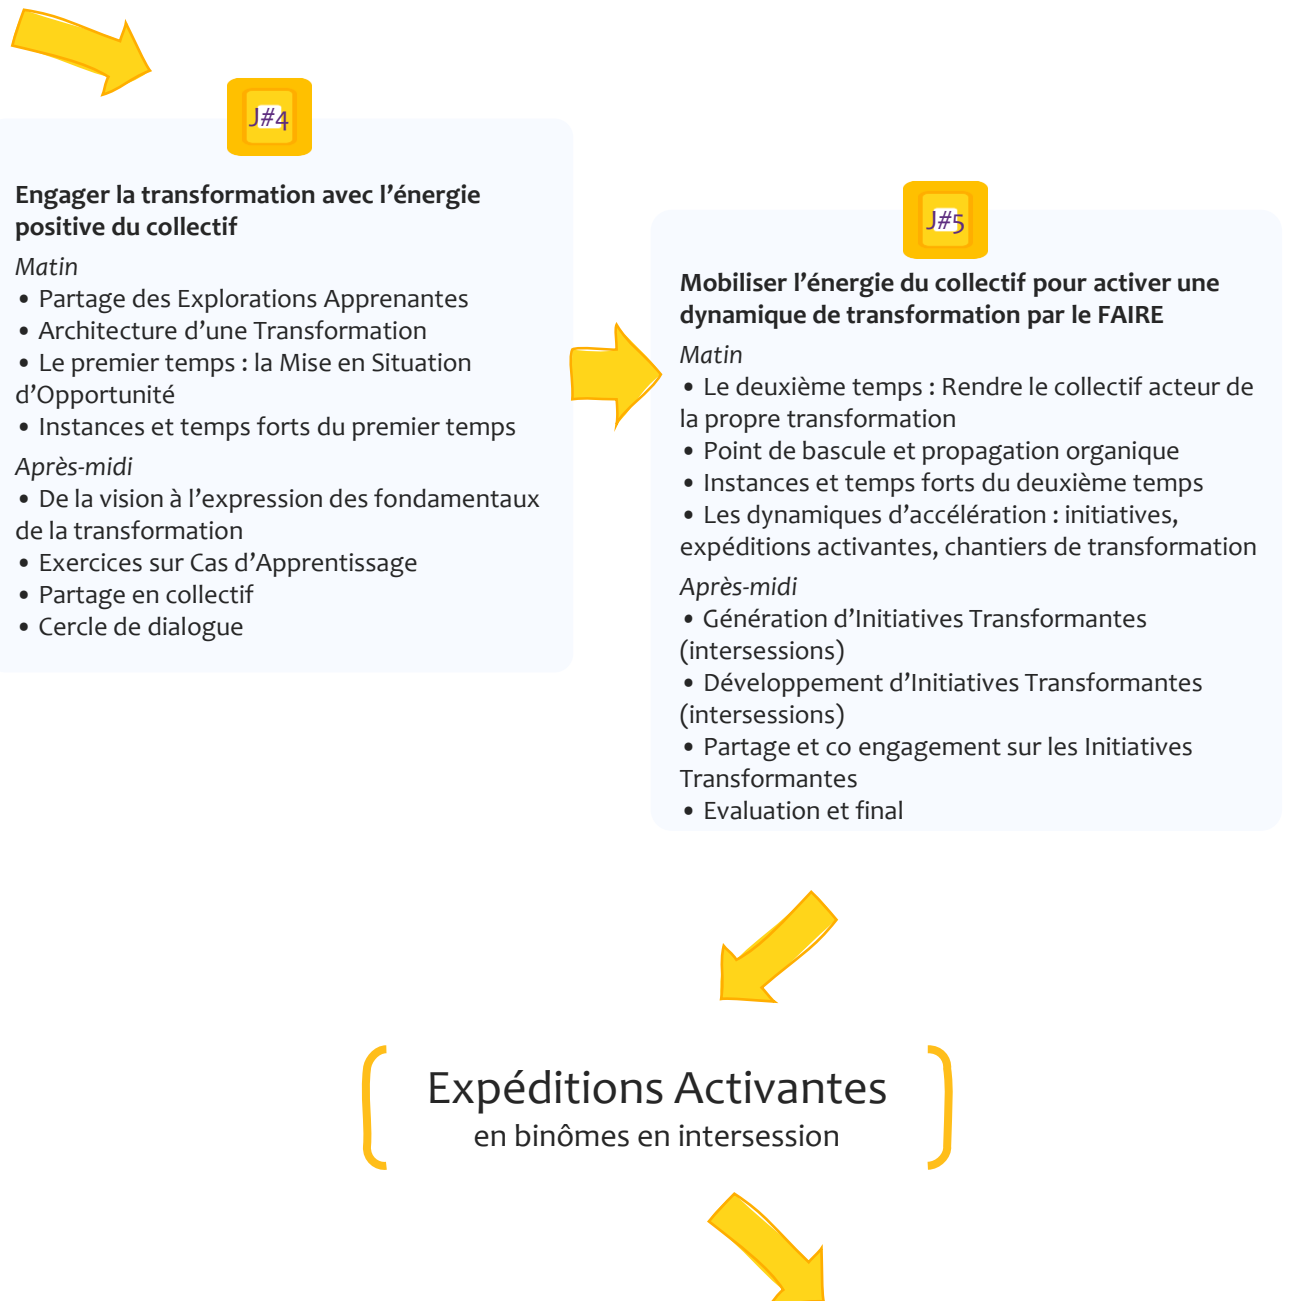 J#4
Engager la transformation avec l’énergie
positive du collectif
Matin
• Partage des Explorations Apprenantes
• Architecture d’une Transformation
• Le premier temps : la Mise en Situation
d’Opportunité
• Instances et temps forts du premier temps
Après-midi
• De la vision à l’expression des fondamentaux
de la transformation
• Exercices sur Cas d’Apprentissage
• Partage en collectif
• Cercle de dialogue
J#5
Mobiliser l’énergie du collectif pour activer une
dynamique de transformation par le FAIRE
Matin
• Le deuxième temps : Rendre le collectif acteur de
la propre transformation
• Point de bascule et propagation organique
• Instances et temps forts du deuxième temps
• Les dynamiques d’accélération : initiatives,
expéditions activantes, chantiers de transformation
Après-midi
• Génération d’Initiatives Transformantes
(intersessions)
• Développement d’Initiatives Transformantes
(intersessions)
• Partage et co engagement sur les Initiatives
Transformantes
• Evaluation et final
Expéditions Activantes
en binômes en intersession